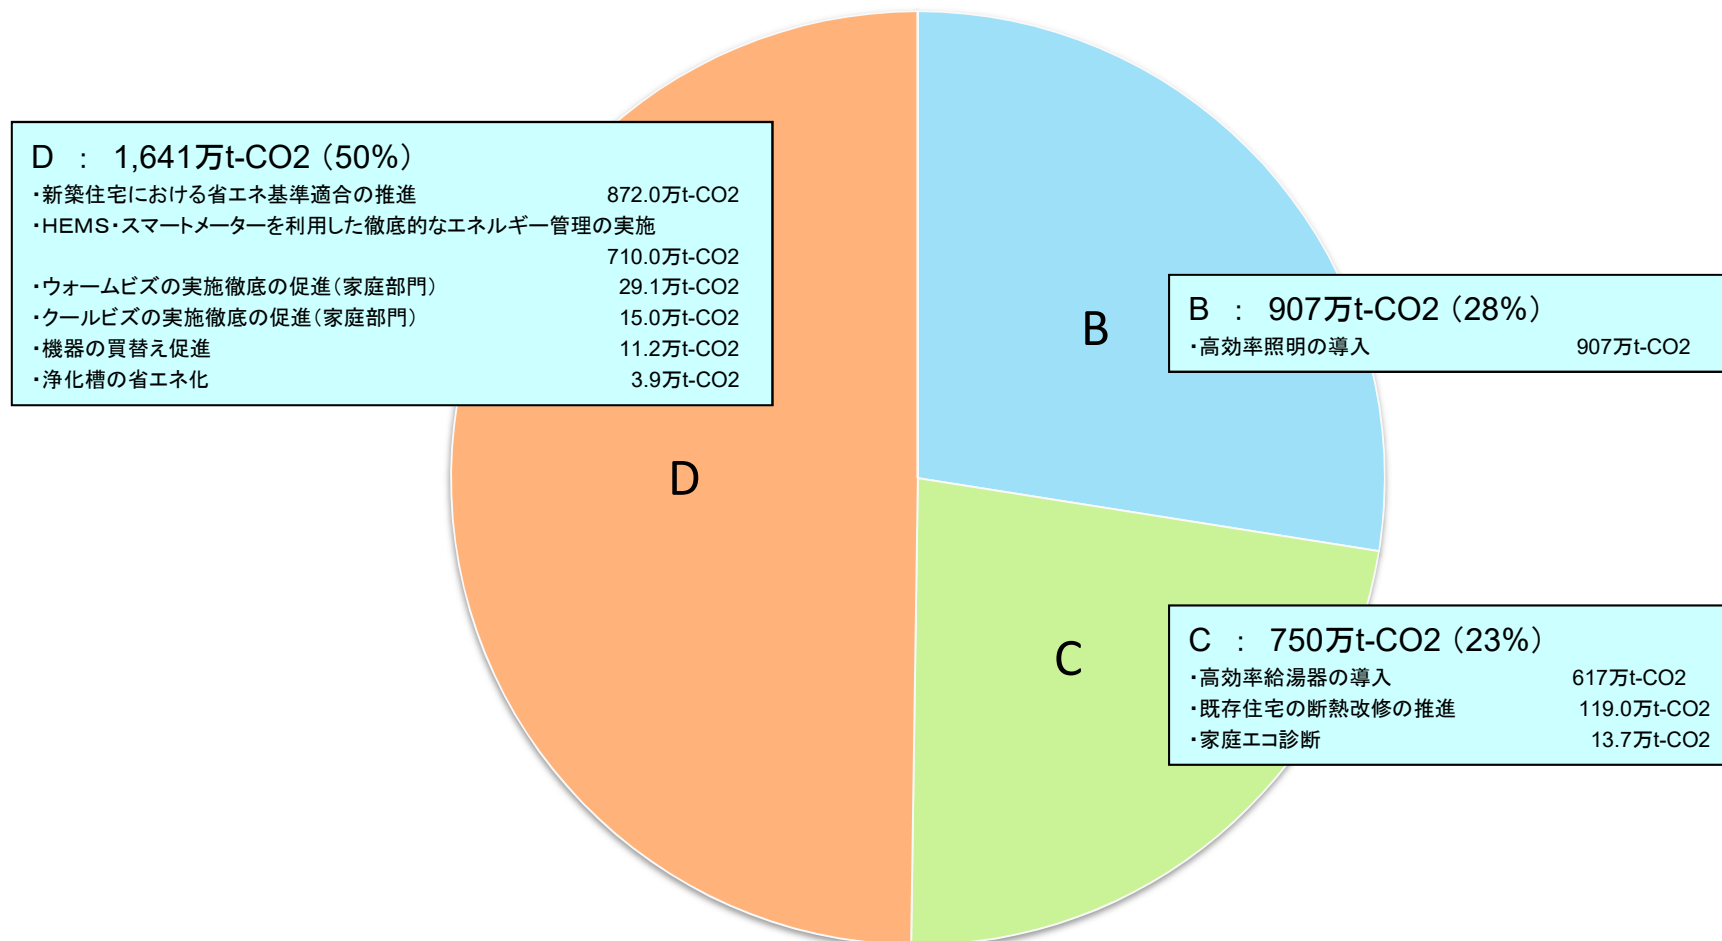 D : 1,641万t-CO2（50%）
・新築住宅における省エネ基準適合の推進 872.0万t-CO2
・HEMS・スマートメーターを利用した徹底的なエネルギー管理の実施
710.0万t-CO2
・ウォームビズの実施徹底の促進（家庭部門） 29.1万t-CO2
・クールビズの実施徹底の促進（家庭部門） 15.0万t-CO2
・機器の買替え促進 11.2万t-CO2
・浄化槽の省エネ化 3.9万t-CO2
B
B : 907万t-CO2（28%）
・高効率照明の導入 907万t-CO2
D
C
C : 750万t-CO2（23%）
・高効率給湯器の導入 617万t-CO2
・既存住宅の断熱改修の推進 119.0万t-CO2
・家庭エコ診断 13.7万t-CO2